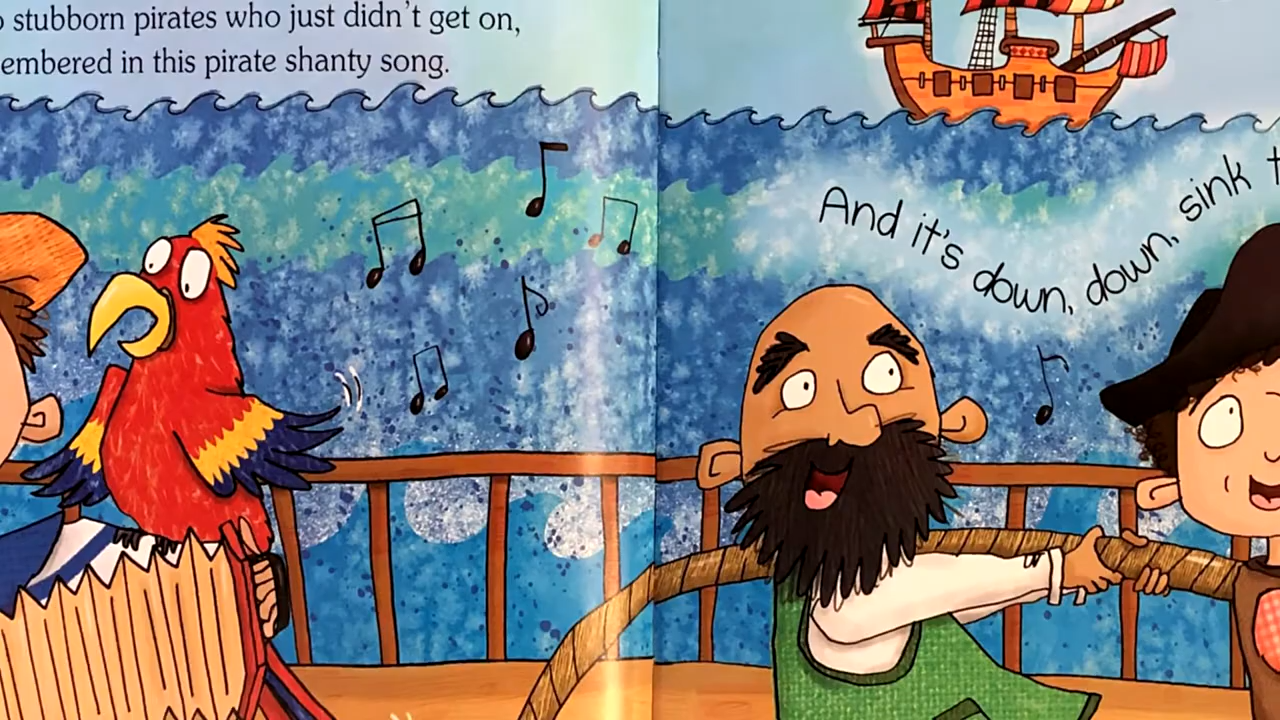 stubborn pirates who just didn't get on,
embered in this pirate shanty song.
And it's down, down, sink